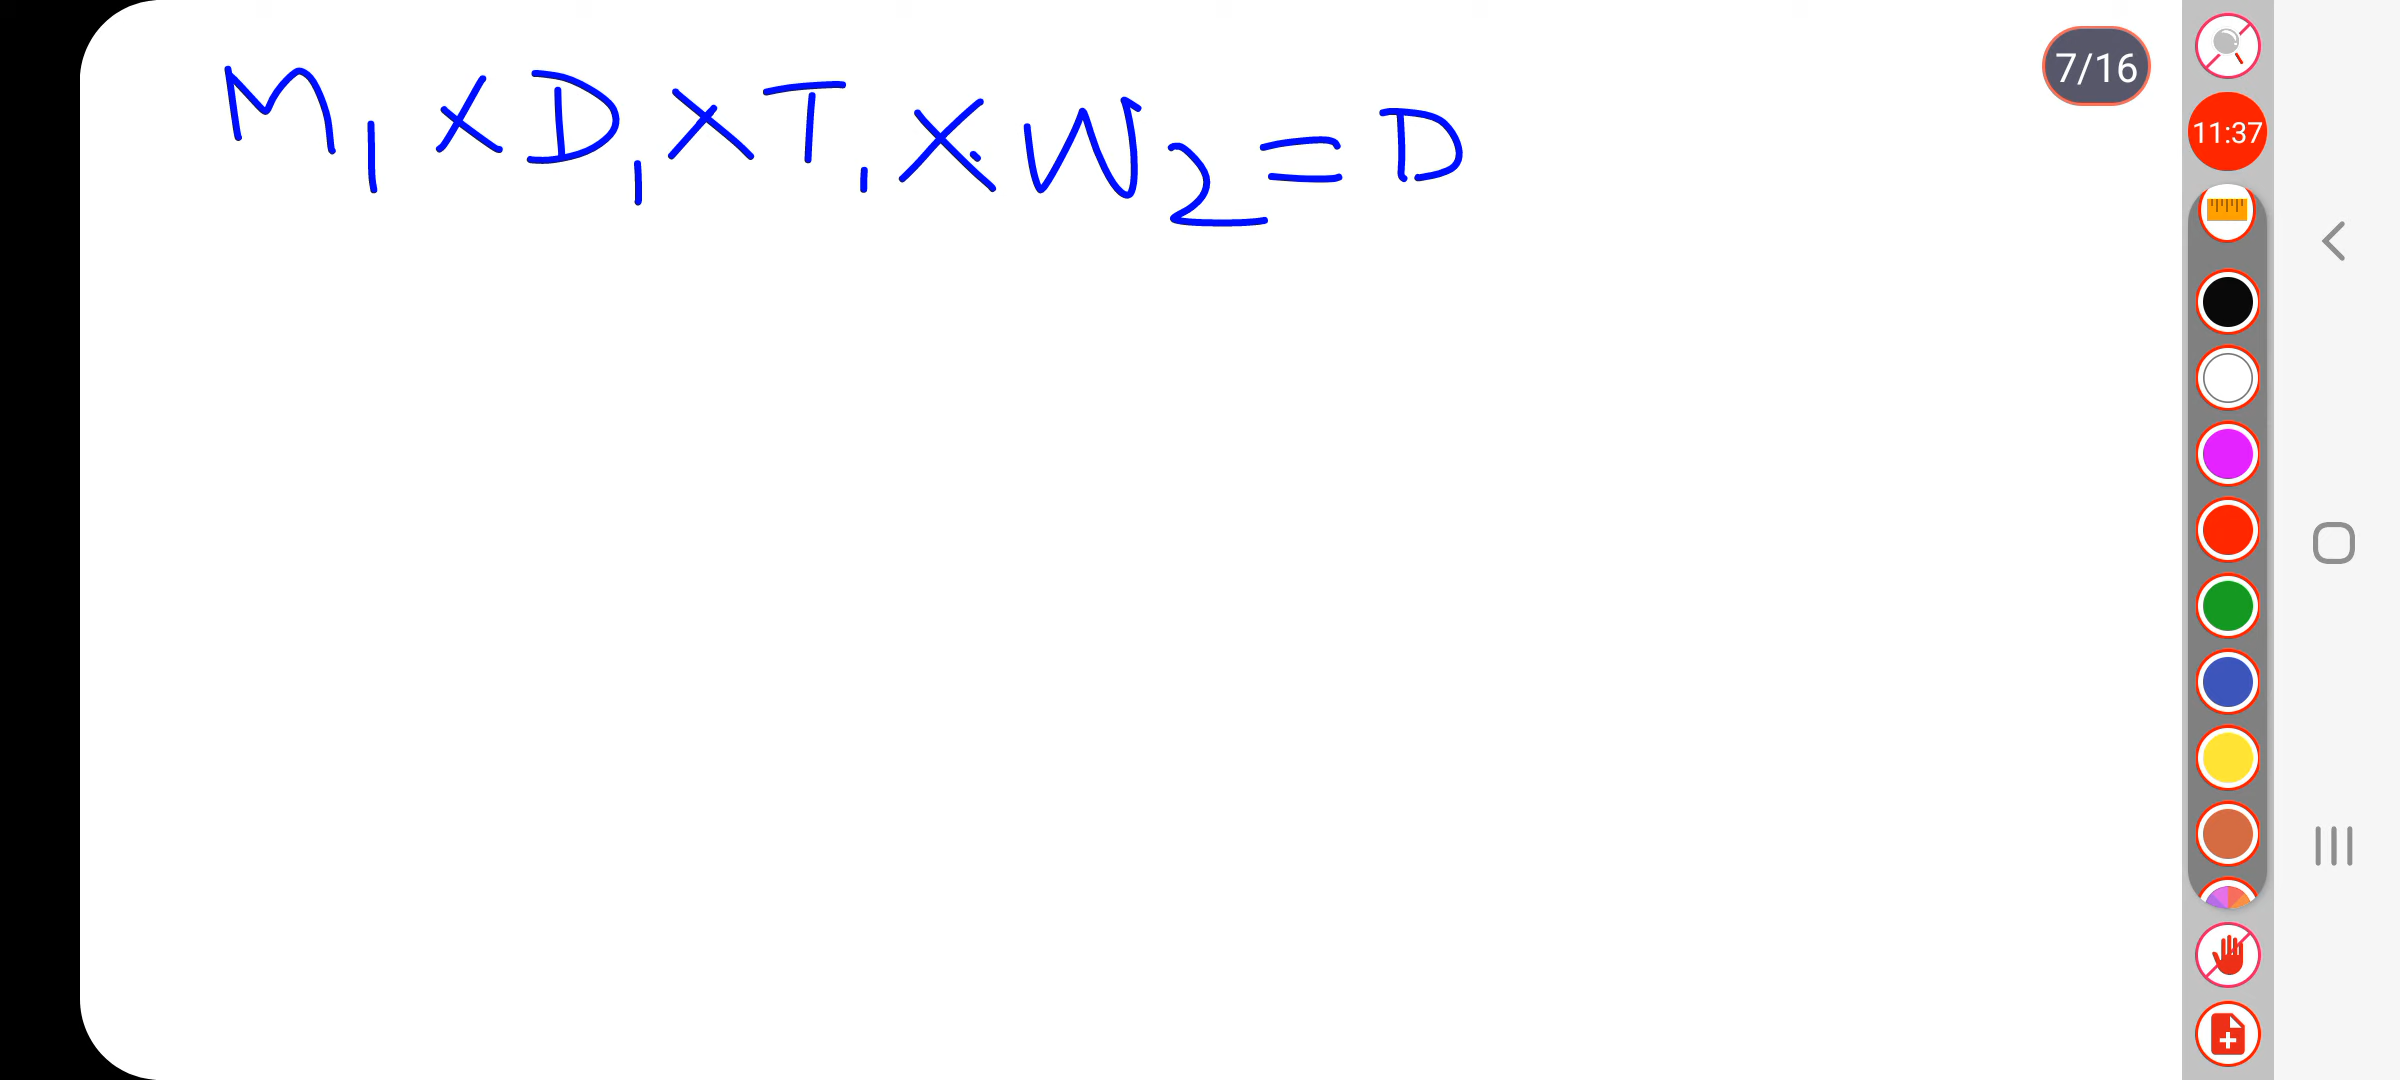 M₁ × D₁ × T₁ × W₂ = D
7/16
11:37